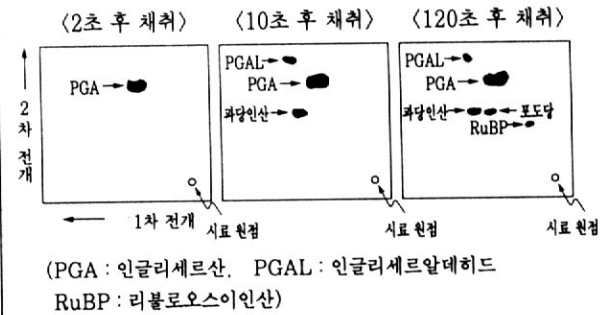 〈2초 후 채취〉 〈10초 후 채취〉 〈120초 후 채취〉
PGAL
PGAL
PGA
PGA
PGA
과당인산
과당인산
포도당
RuBP
2차 전개
1차 전개
시료 원점
시료 원점
시료 원점
(PGA : 인글리세르산, PGAL : 인글리세르알데히드
RuBP : 리불로오스이인산)